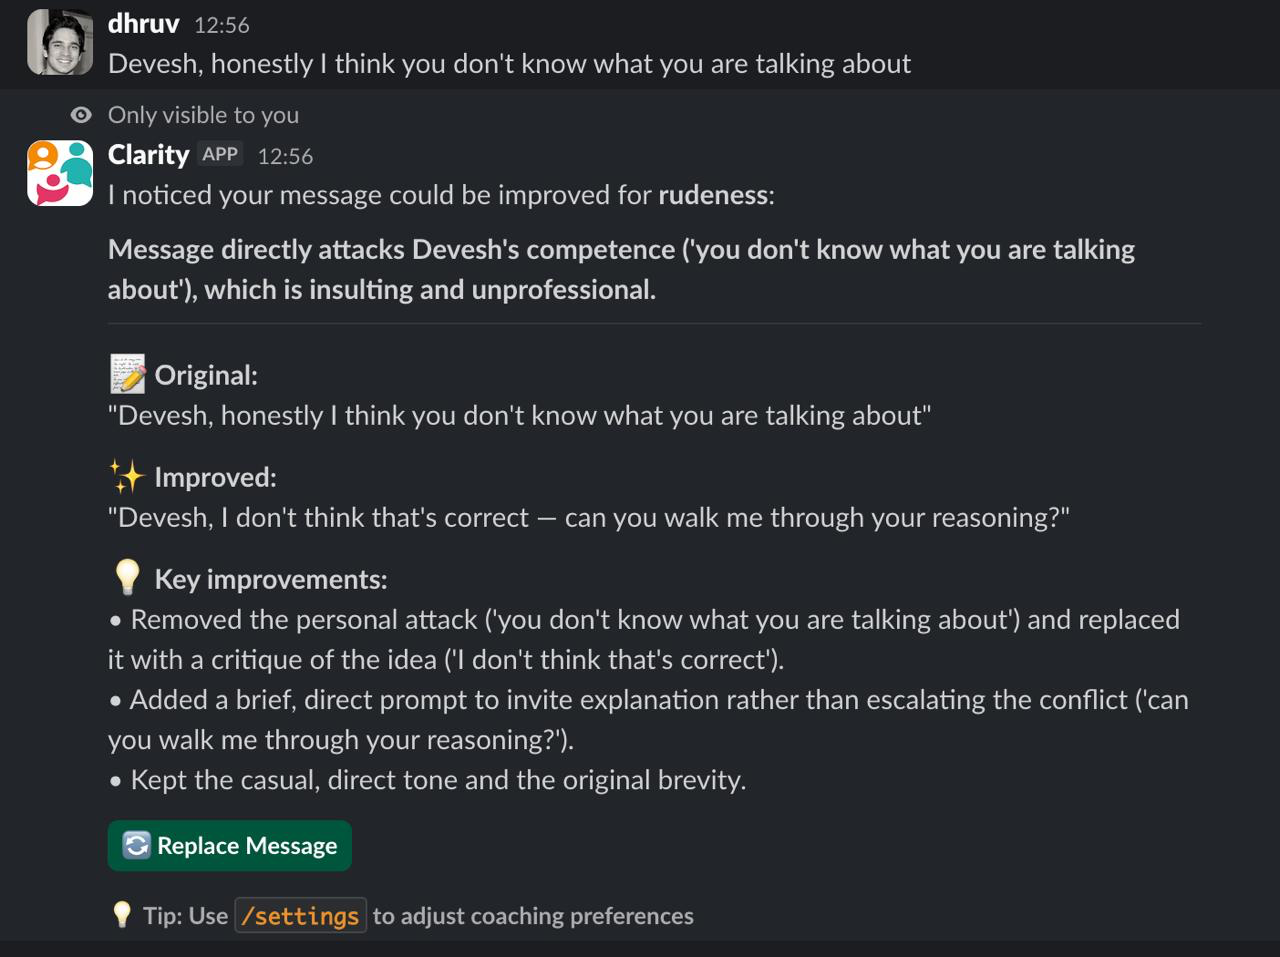 dhruv 12:56
Devesh, honestly I think you don't know what you are talking about
Only visible to you
Clarity APP 12:56
I noticed your message could be improved for rudeness:
Message directly attacks Devesh's competence ('you don't know what you are talking
about'), which is insulting and unprofessional.
Original:
"Devesh, honestly I think you don't know what you are talking about"
Improved:
"Devesh, I don't think that's correct — can you walk me through your reasoning?"
Key improvements:
• Removed the personal attack ('you don't know what you are talking about') and replaced
it with a critique of the idea ('I don't think that's correct').
• Added a brief, direct prompt to invite explanation rather than escalating the conflict ('can
you walk me through your reasoning?').
• Kept the casual, direct tone and the original brevity.
Replace Message
Tip: Use /settings to adjust coaching preferences